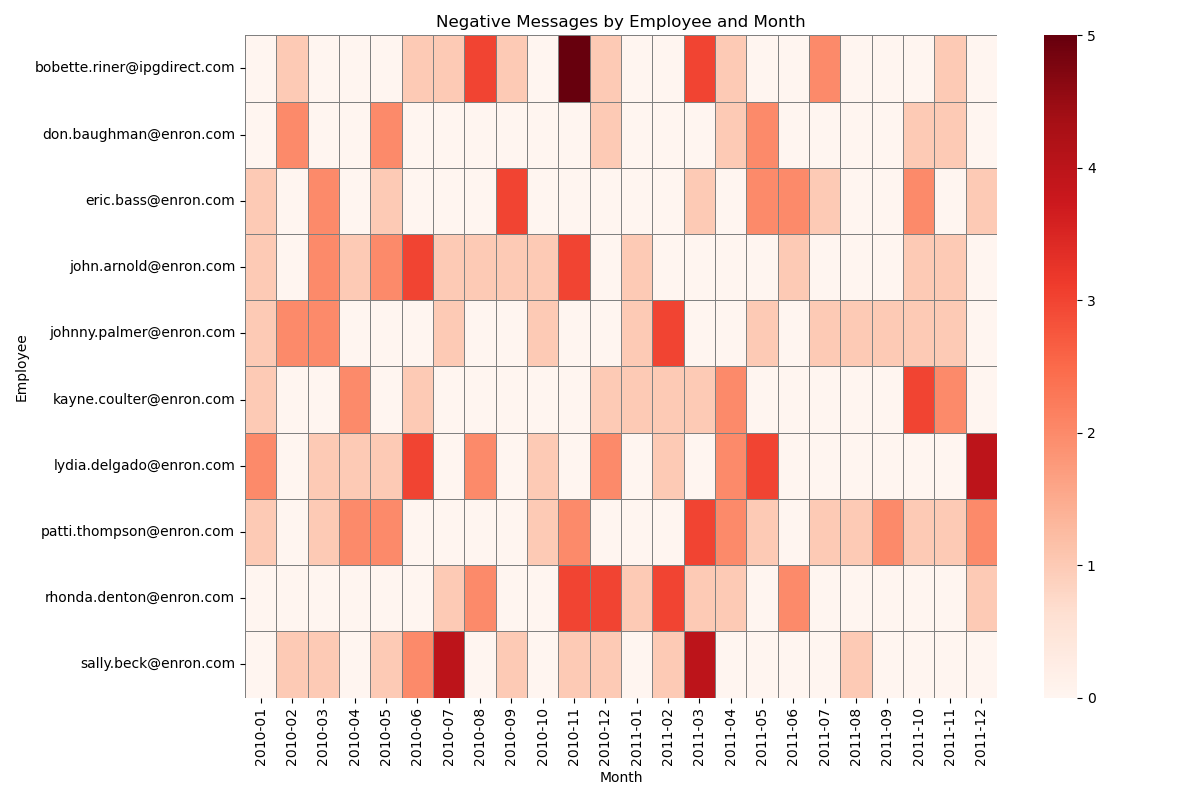 Negative Messages by Employee and Month
Employee
bobette.riner@ipgdirect.com
don.baughman@enron.com
eric.bass@enron.com
john.arnold@enron.com
johnny.palmer@enron.com
kayne.coulter@enron.com
lydia.delgado@enron.com
patti.thompson@enron.com
rhonda.denton@enron.com
sally.beck@enron.com
2010-01
2010-02
2010-03
2010-04
2010-05
2010-06
2010-07
2010-08
2010-09
2010-10
2010-11
2010-12
2011-01
2011-02
2011-03
2011-04
2011-05
2011-06
2011-07
2011-08
2011-09
2011-10
2011-11
2011-12
Month
5
4
3
2
1
0